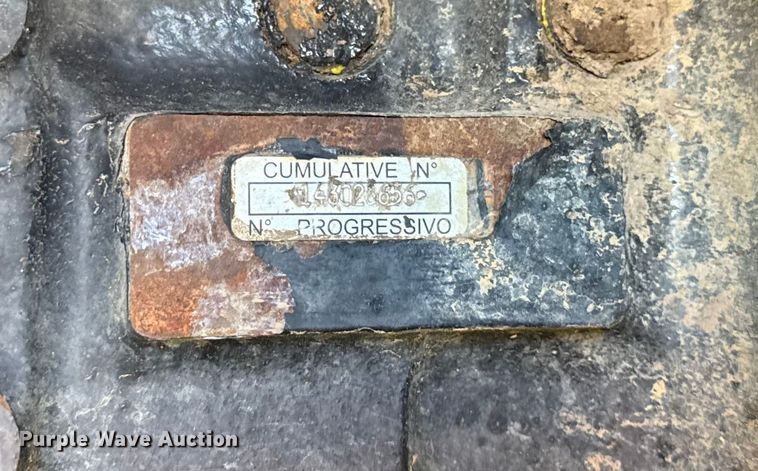 CUMULATIVE N°
N° PROGRESSIVO
Purple Wave Auction